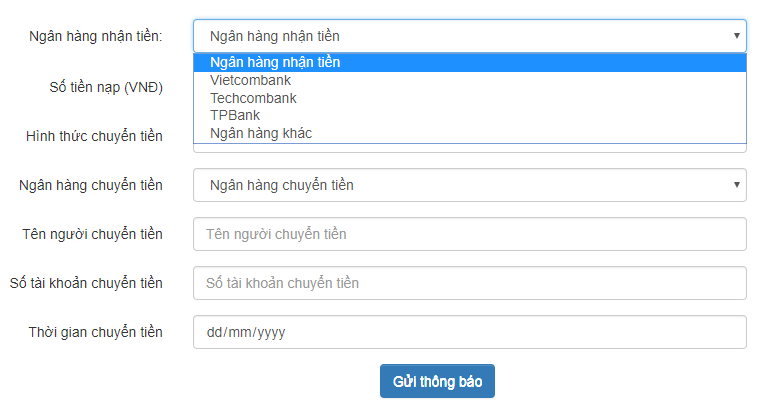 Ngân hàng nhận tiền: Ngân hàng nhận tiền
Ngân hàng nhận tiền
Vietcombank
Số tiền nạp (VNĐ)
Techcombank
TPBank
Ngân hàng khác
Hình thức chuyển tiền
Ngân hàng chuyển tiền Ngân hàng chuyển tiền
Tên người chuyển tiền Tên người chuyển tiền
Số tài khoản chuyển tiền Số tài khoản chuyển tiền
Thời gian chuyển tiền dd/mm/yyyy
Gửi thông báo